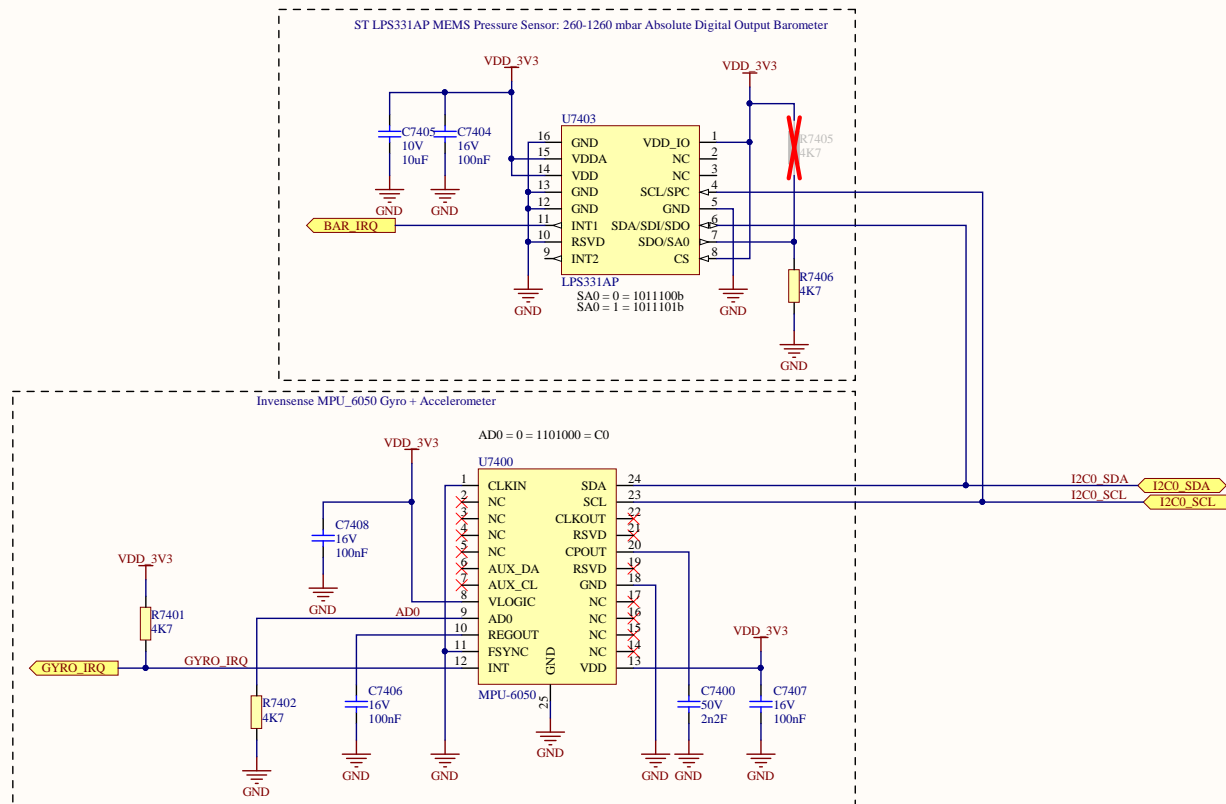 ST LPS331AP MEMS Pressure Sensor: 260-1260 mbar Absolute Digital Output Barometer
VDD_3V3
VDD_3V3
C7405
10V
10uF
C7404
16V
100nF
GND
GND
U7403
16 GND
15 VDDA
14 VDD
13 GND
12 GND
11 INT1
10 RSVD
9 INT2
VDD_IO 1
NC 2
NC 3
SCL/SPC 4
GND 5
SDA/SDI/SDO 6
SDO/SA0 7
CS 8
LPS331AP
SA0 = 0 = 1011100b
SA0 = 1 = 1011101b
BAR_IRQ
GND
GND
R7405
4K7
R7406
4K7
GND
Invensense MPU_6050 Gyro + Accelerometer
AD0 = 0 = 1101000 = C0
VDD_3V3
C7408
16V
100nF
GND
VDD_3V3
R7401
4K7
AD0
GYRO_IRQ
GYRO_IRQ
R7402
4K7
GND
C7406
16V
100nF
GND
GND
U7400
1 CLKIN
2 NC
3 NC
4 NC
5 NC
6 AUX_DA
7 AUX_CL
8 VLOGIC
9 AD0
10 REGOUT
11 FSYNC
12 INT
SDA 24
SCL 23
CLKOUT 22
RSVD 21
CPOUT 20
RSVD 19
GND 18
NC 17
NC 16
NC 15
NC 14
VDD 13
GND
25
MPU-6050
GND
VDD_3V3
C7400
50V
2n2F
C7407
16V
100nF
GND
GND
GND
I2C0_SDA
I2C0_SDA
I2C0_SCL
I2C0_SCL